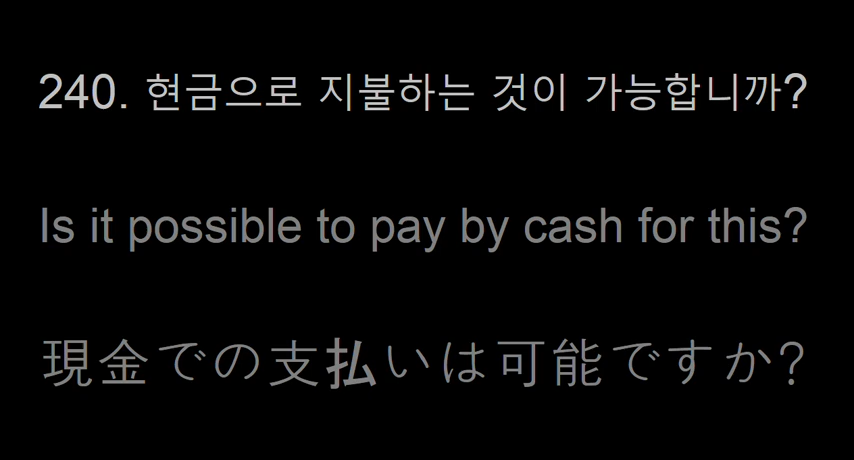 240. 현금으로 지불하는 것이 가능합니까?
Is it possible to pay by cash for this?
現金での支払いは可能ですか?